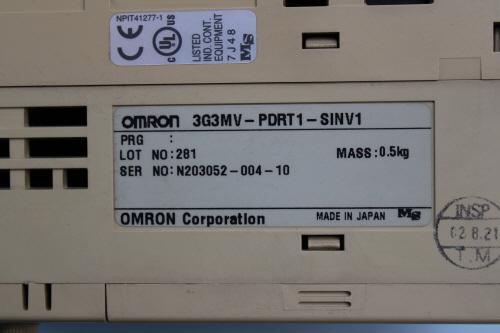 NPIT41277-1
CE
UL
LISTED
IND. CONT.
EQUIPMENT
7J48
OMRON 3G3MV-PDRT1-SINV1
PRG :
LOT NO:281
MASS:0.5kg
SER NO:N203052-004-10
OMRON Corporation
MADE IN JAPAN
INSP
02.8.21
T.M